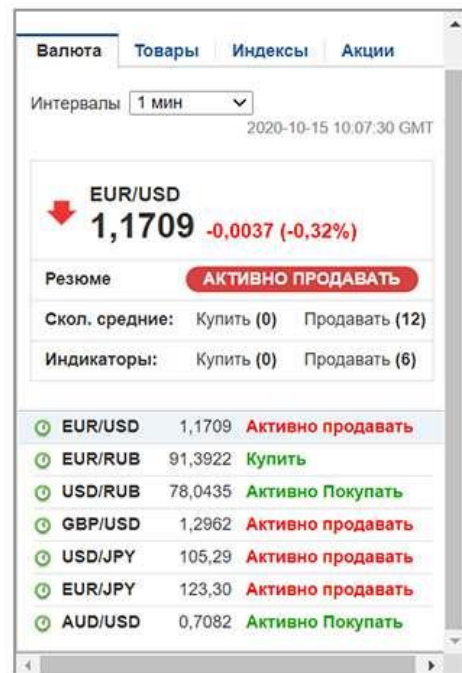 Валюта Товары Индексы Акции
Интервалы 1 мин
2020-10-15 10:07:30 GMT
EUR/USD
1,1709 -0,0037 (-0,32%)
Резюме АКТИВНО ПРОДАВАТЬ
Скол. средние: Купить (0) Продавать (12)
Индикаторы: Купить (0) Продавать (6)
EUR/USD 1,1709 Активно продавать
EUR/RUB 91,3922 Купить
USD/RUB 78,0435 Активно Покупать
GBP/USD 1,2962 Активно продавать
USD/JPY 105,29 Активно продавать
EUR/JPY 123,30 Активно продавать
AUD/USD 0,7082 Активно Покупать